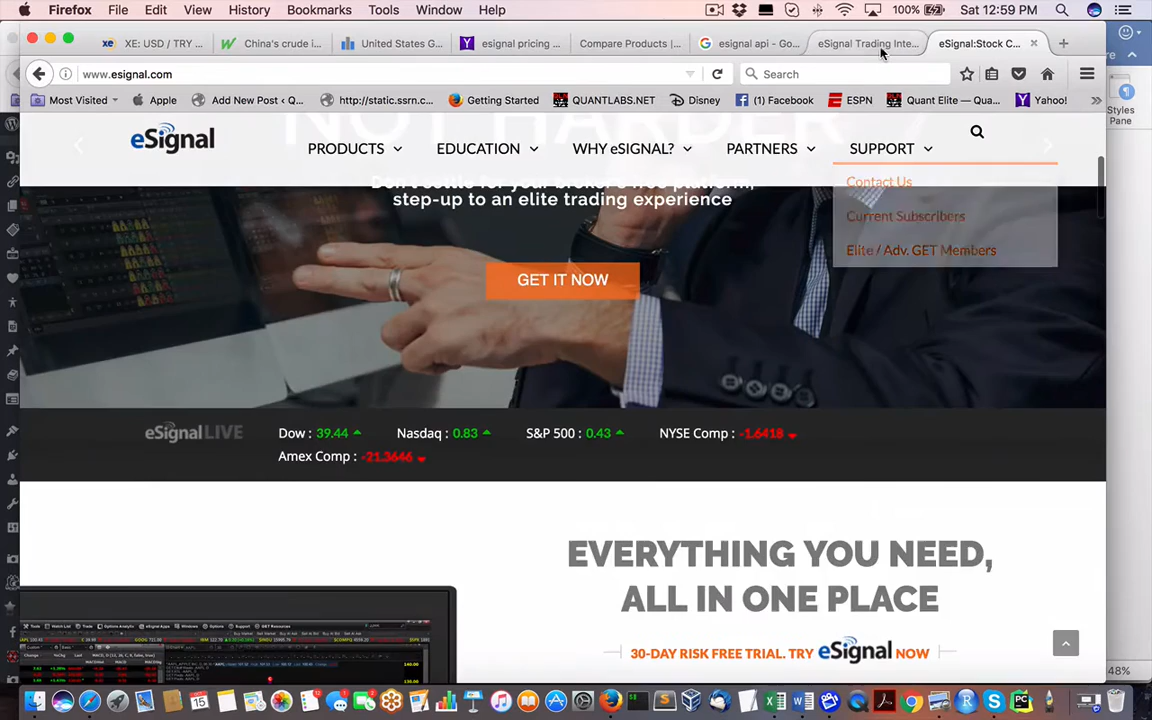 Firefox File Edit View History Bookmarks Tools Window Help 100% Sat 12:59 PM
XE: USD / TRY ... China's crude i... United States G... esignal pricing ... Compare Products |... esignal api - Go... eSignal Trading Inte... eSignal:Stock C...
www.esignal.com Search
Most Visited Apple Add New Post ‹ Q... http://static.ssrn.c... Getting Started QUANTLABS.NET Disney (1) Facebook ESPN Quant Elite — Qua... Yahoo!
Styles
Pane
NOT HARDER
eSignal PRODUCTS EDUCATION WHY eSIGNAL? PARTNERS SUPPORT
Contact Us
Current Subscribers
Elite / Adv. GET Members
step-up to an elite trading experience
GET IT NOW
eSignal LIVE Dow : 39.44 Nasdaq : 0.83 S&P 500 : 0.43 NYSE Comp : -1.6418
Amex Comp : -21.3646
EVERYTHING YOU NEED,
ALL IN ONE PLACE
30-DAY RISK FREE TRIAL. TRY eSignal NOW
48%